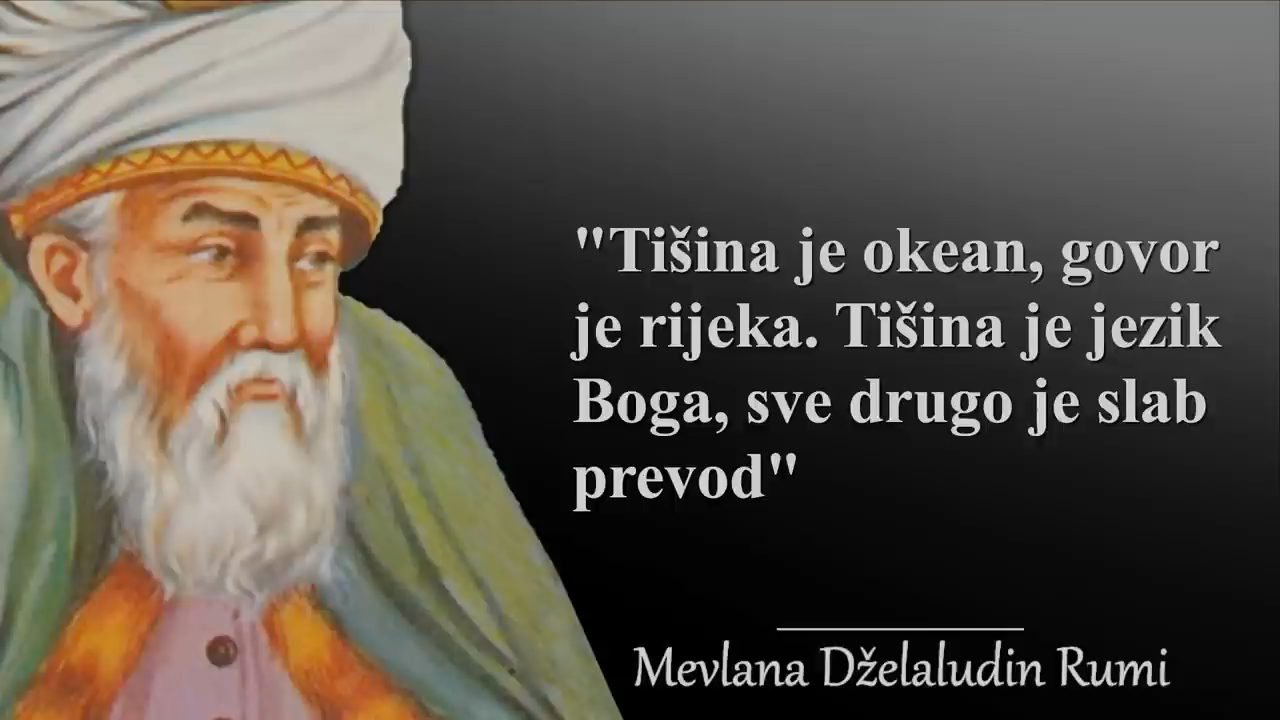 "Tišina je okean, govor
je rijeka. Tišina je jezik
Boga, sve drugo je slab
prevod"
Mevlana Dželaludin Rumi